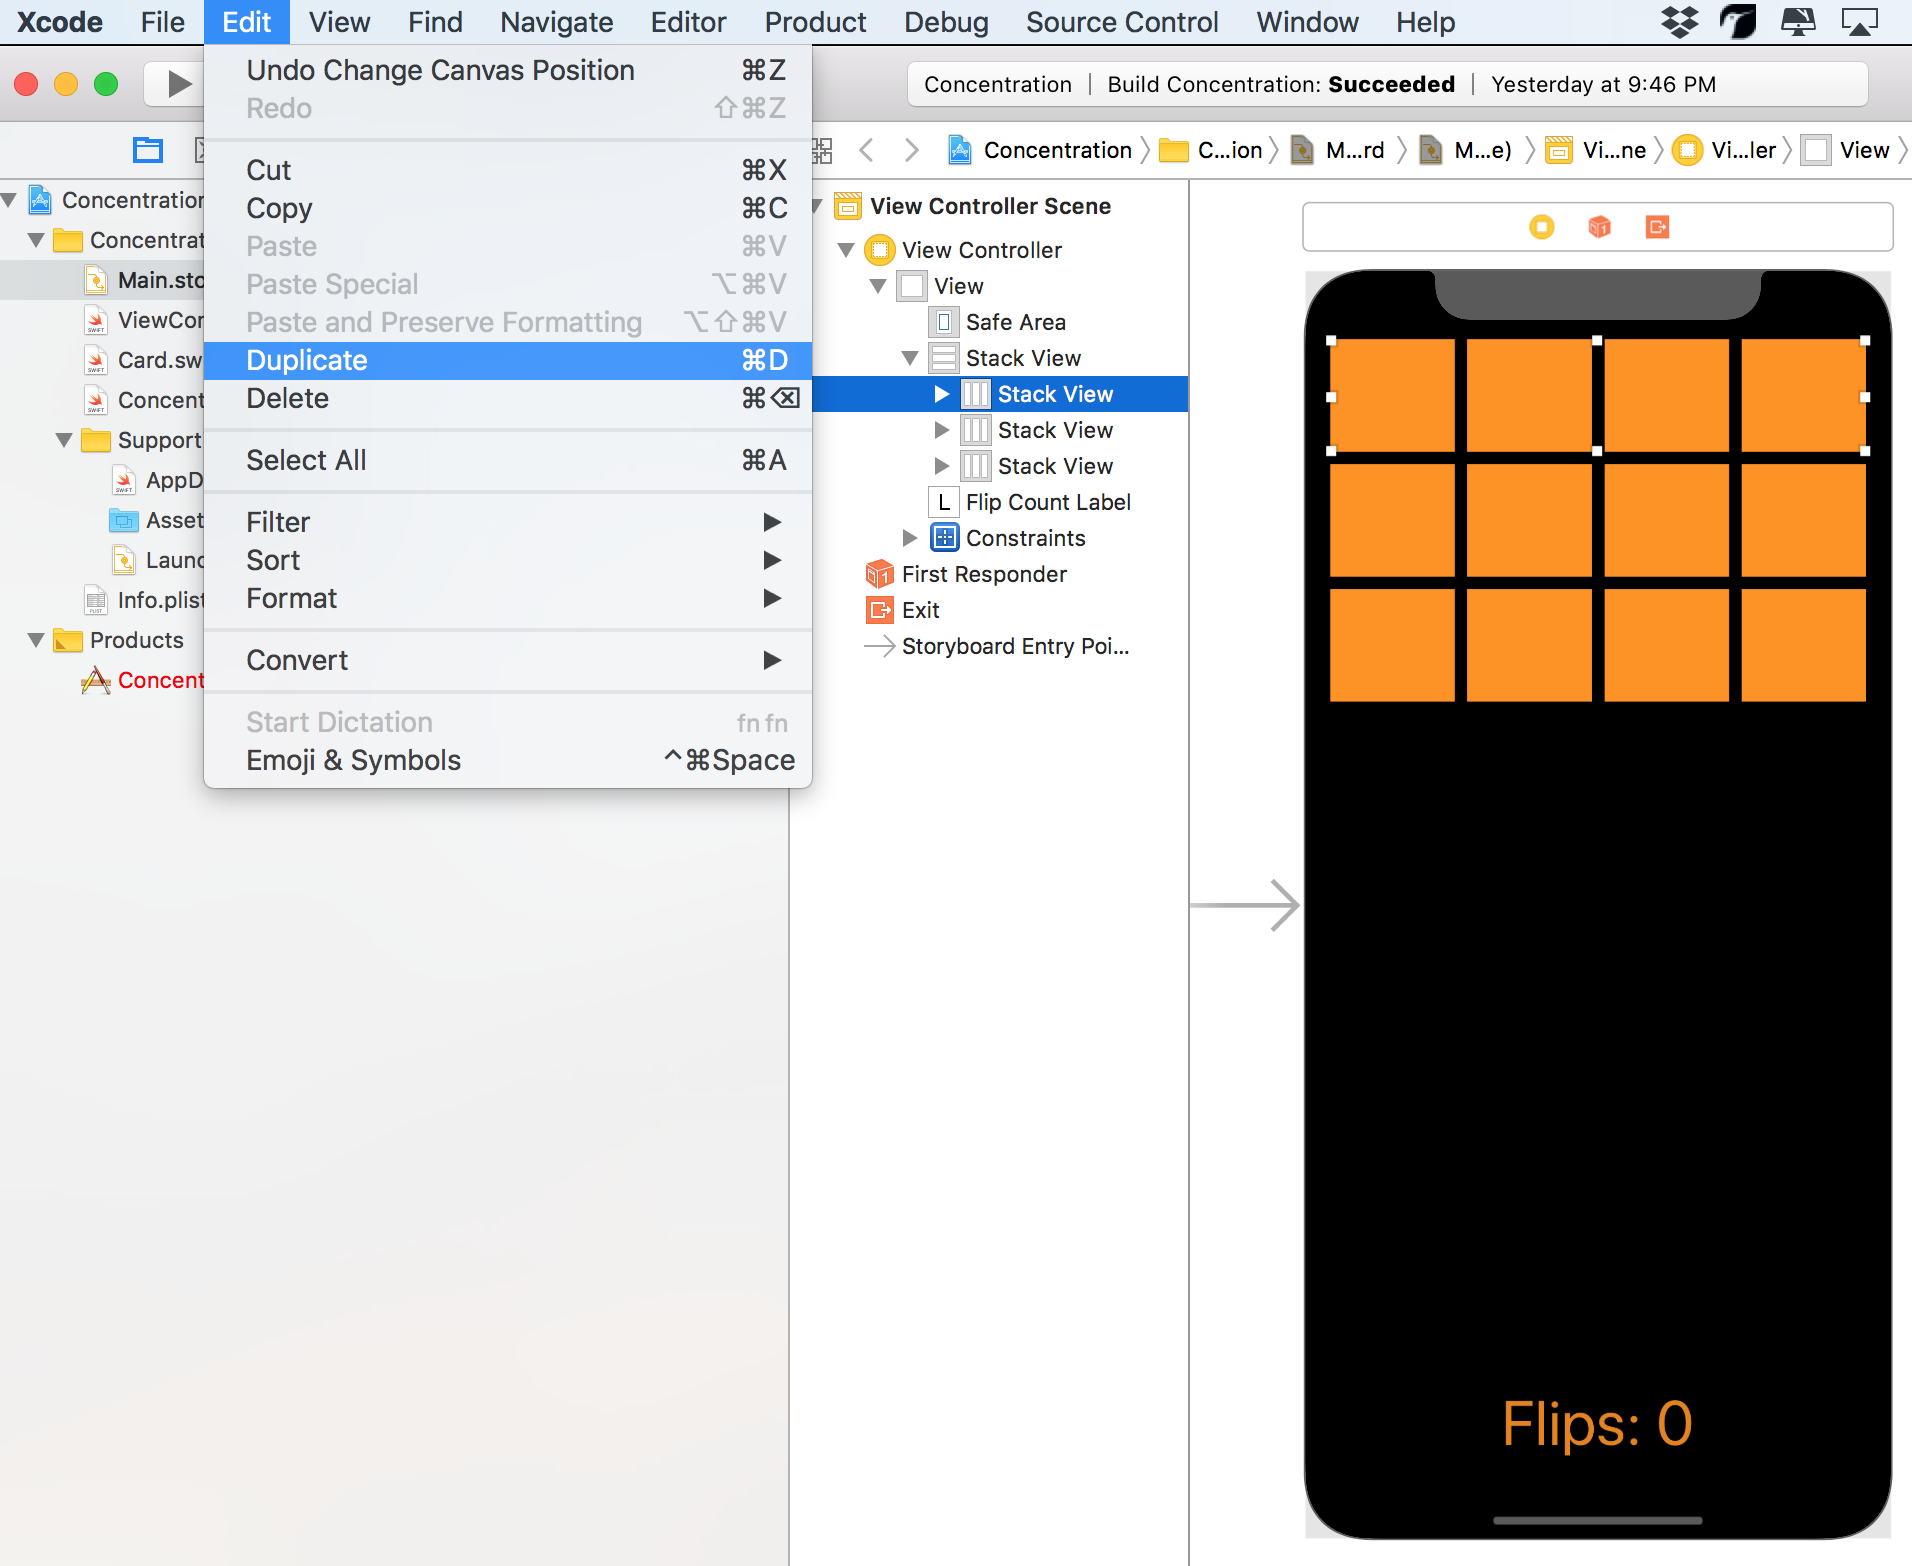 Xcode File Edit View Find Navigate Editor Product Debug Source Control Window Help
Concentration | Build Concentration: Succeeded | Yesterday at 9:46 PM
Concentration C...ion M...rd M...e) Vi...ne Vi...ler View
Undo Change Canvas Position ⌘Z
Redo ⇧⌘Z
Cut ⌘X
Copy ⌘C
Paste ⌘V
Paste Special ⌥⌘V
Paste and Preserve Formatting ⌥⇧⌘V
Duplicate ⌘D
Delete ⌘⌫
Select All ⌘A
Filter
Sort
Format
Convert
Start Dictation fn fn
Emoji & Symbols ^⌘Space
Concentration
Concentrat
Main.sto
ViewCor
Card.sw
Concent
Support
AppD
Asset
Launc
Info.plist
Products
Concent
View Controller Scene
View Controller
View
Safe Area
Stack View
Stack View
Stack View
Stack View
L Flip Count Label
Constraints
First Responder
Exit
Storyboard Entry Poi...
Flips: 0